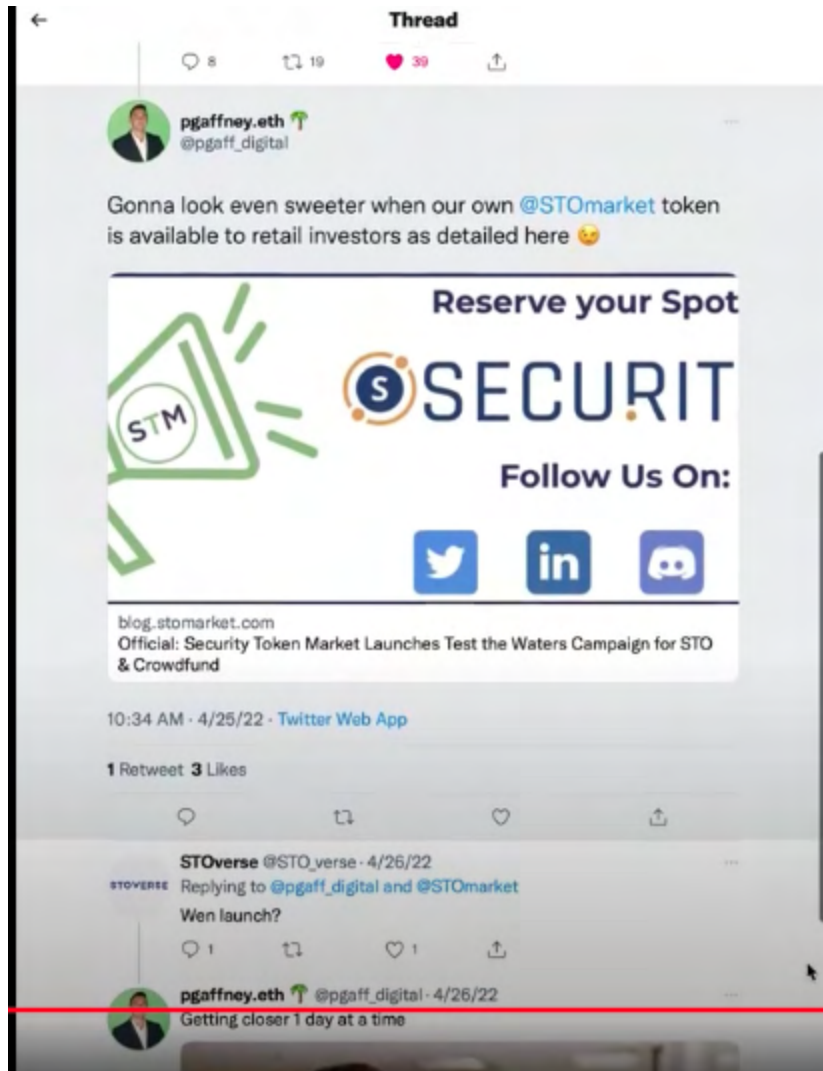 Thread
8 19 39
pgaffney.eth 🌴
@pgaff_digital
Gonna look even sweeter when our own @STOmarket token
is available to retail investors as detailed here 😉
Reserve your Spot
STM
S SECURIT
Follow Us On:
in
blog.stomarket.com
Official: Security Token Market Launches Test the Waters Campaign for STO
& Crowdfund
10:34 AM · 4/25/22 · Twitter Web App
1 Retweet 3 Likes
STOverse @STO_verse · 4/26/22
STOVERSE
Replying to @pgaff_digital and @STOmarket
Wen launch?
1 1
pgaffney.eth 🌴 @pgaff_digital · 4/26/22
Getting closer 1 day at a time